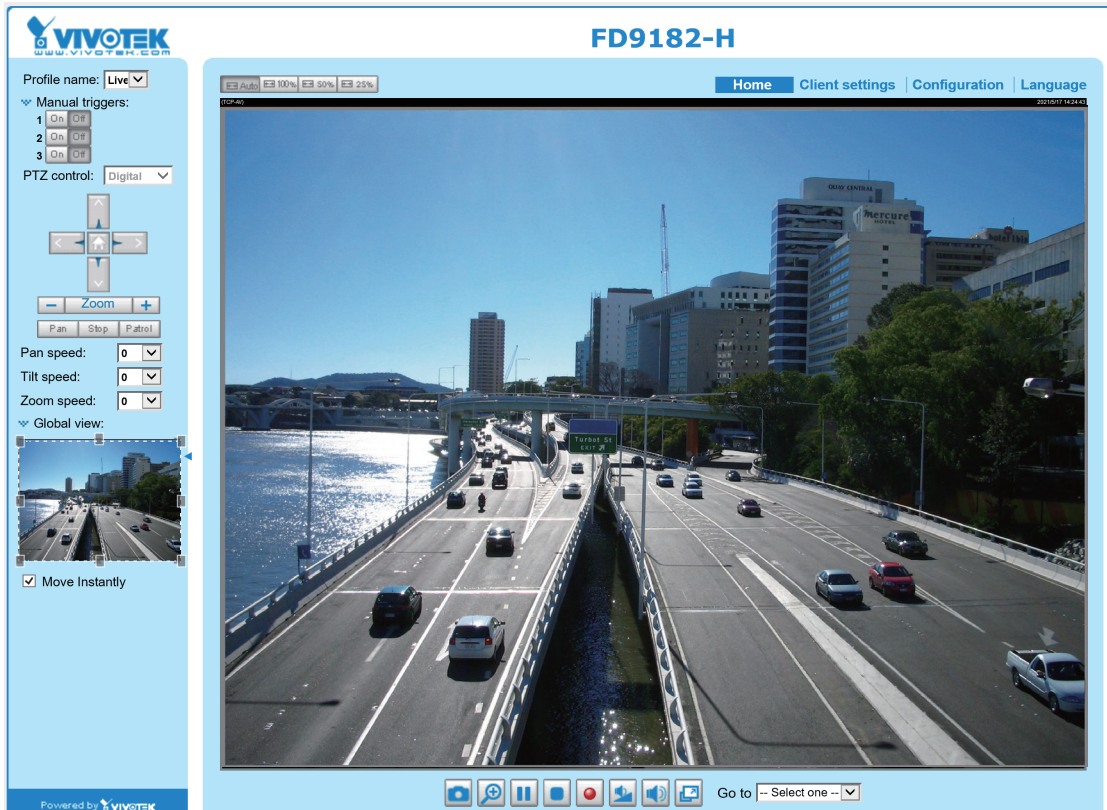 VIVOTEK
www.vivotek.com
FD9182-H
Profile name: Live
Manual triggers:
1 On Off
2 On Off
3 On Off
PTZ control: Digital
Zoom
Pan Stop Patrol
Pan speed: 0
Tilt speed: 0
Zoom speed: 0
Global view:
Move Instantly
Powered by VIVOTEK
Auto 100% 50% 25%
Home Client settings Configuration Language
(TCP-AV) 2021/5/17 14:24:43
QUAY CENTRAL
Mercure
HOTEL
hotel ibis
Turbot St
EXIT
Go to -- Select one --